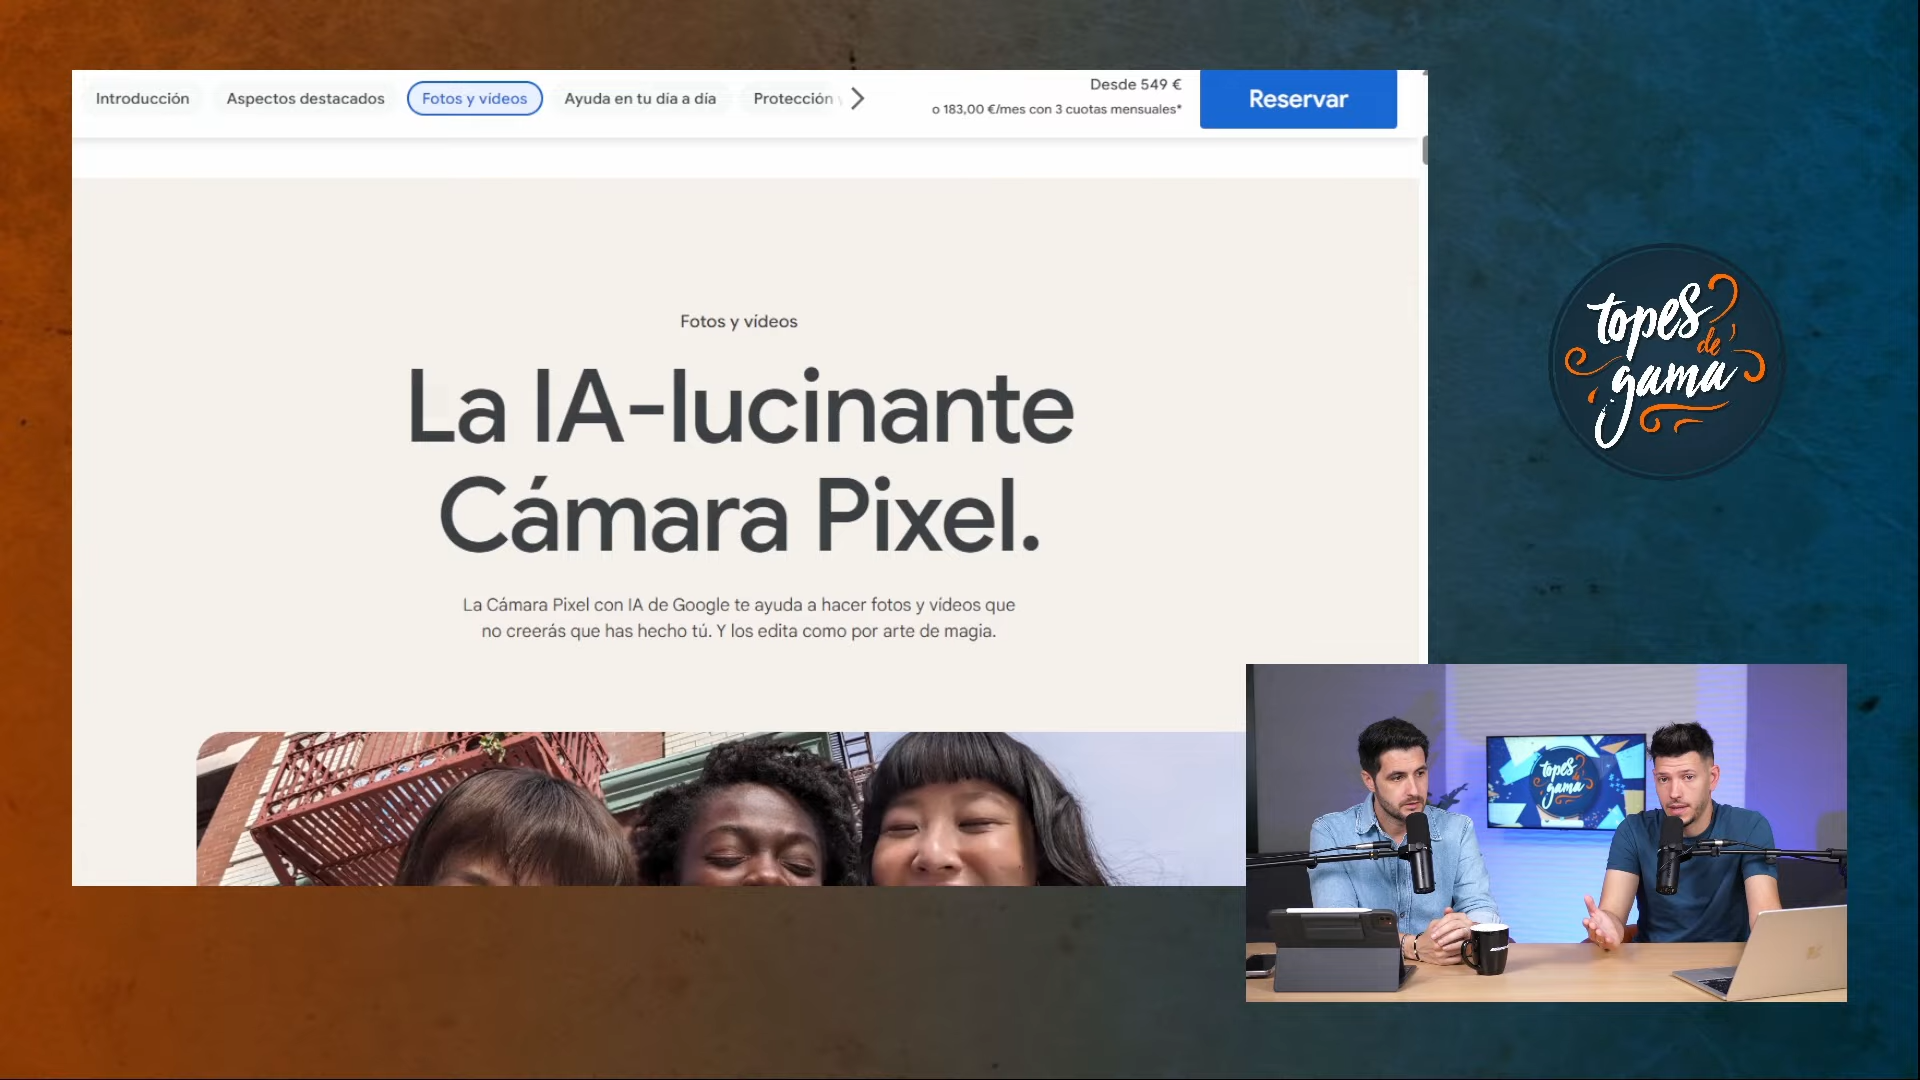 Introducción
Aspectos destacados
Fotos y vídeos
Ayuda en tu día a día
Protección
Desde 549 €
o 183,00 €/mes con 3 cuotas mensuales*
Reservar
Fotos y vídeos
La IA-lucinante
Cámara Pixel.
La Cámara Pixel con IA de Google te ayuda a hacer fotos y vídeos que
no creerás que has hecho tú. Y los edita como por arte de magia.
topes
de
gama
topes
gama